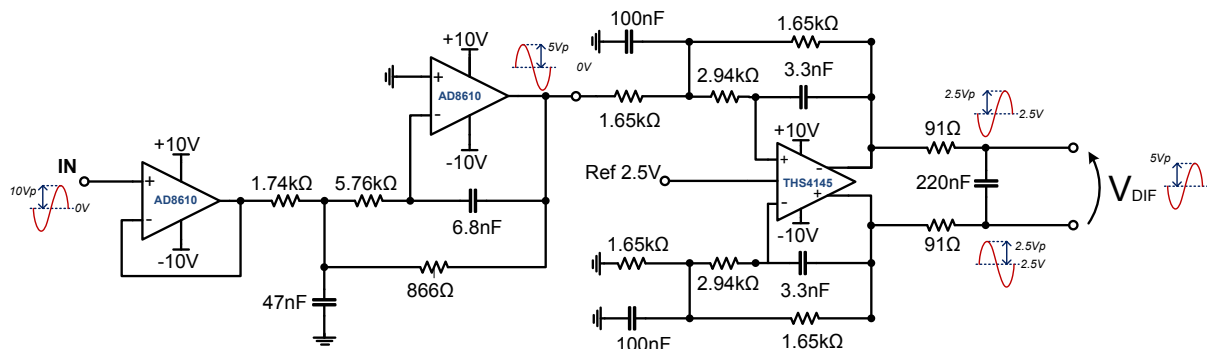 100nF
1.65kΩ
+10V
5Vp
0V
2.94kΩ
3.3nF
AD8610
1.65kΩ
-10V
+10V
2.5Vp
2.5V
91Ω
IN
+10V
10Vp
0V
AD8610
1.74kΩ
5.76kΩ
6.8nF
Ref 2.5V
THS4145
220nF
VDIF
5Vp
-10V
-10V
91Ω
1.65kΩ
2.94kΩ
3.3nF
2.5Vp
2.5V
866Ω
47nF
100nF
1.65kΩ